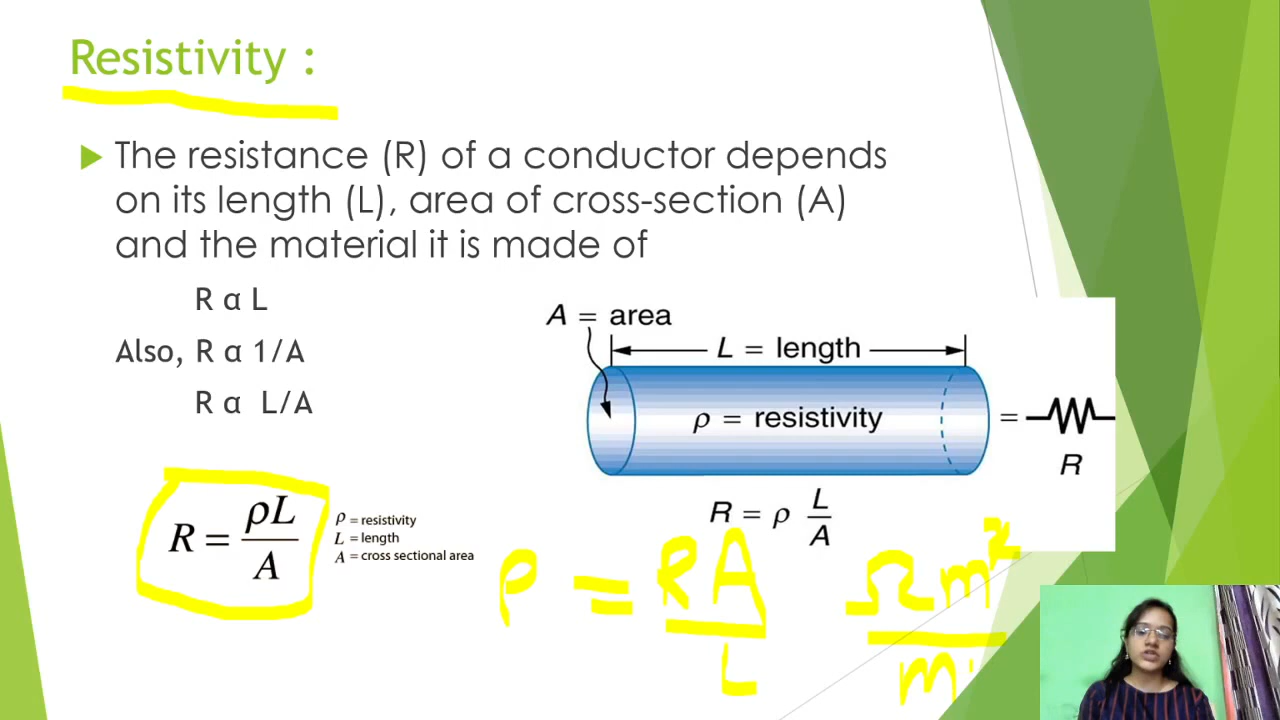 Resistivity :
The resistance (R) of a conductor depends
on its length (L), area of cross-section (A)
and the material it is made of
R α L
Also, R α 1/A
R α L/A
A = area
L = length
ρ = resistivity
= R
R = ρ L/A
R = ρL/A
ρ = resistivity
L = length
A = cross sectional area
ρ = RA/L
Ωm²/m